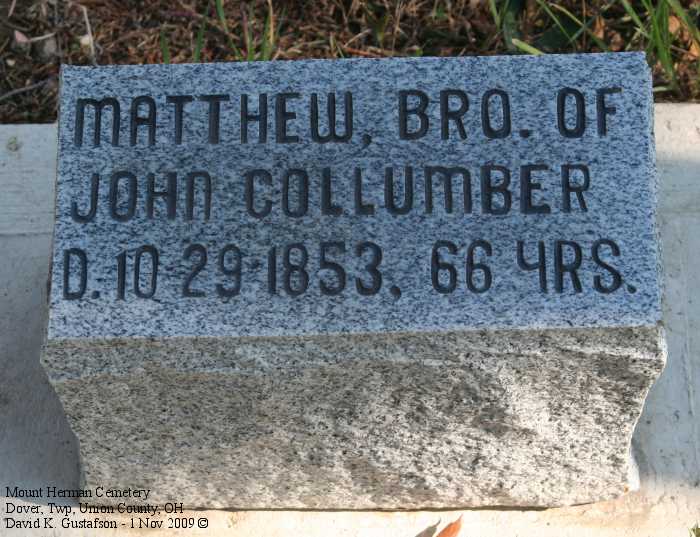 MATTHEW, BRO. OF
JOHN COLLUMBER
D. 10-29-1853, 66 YRS.
Mount Herman Cemetery
Dover, Twp, Union County, OH
David K. Gustafson - 1 Nov 2009 ©